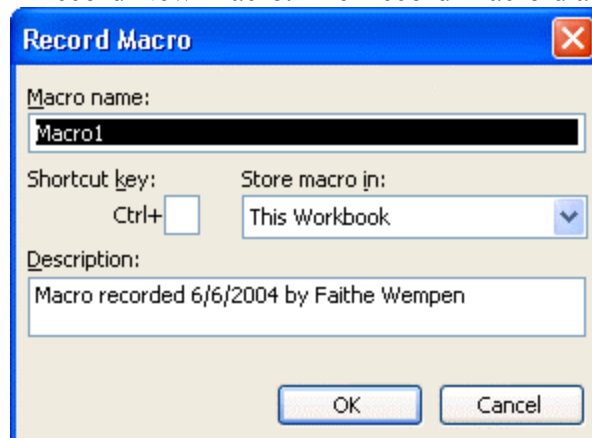 Record Macro
Macro name:
Macro1
Shortcut key: Store macro in:
Ctrl+ This Workbook
Description:
Macro recorded 6/6/2004 by Faithe Wempen
OK Cancel